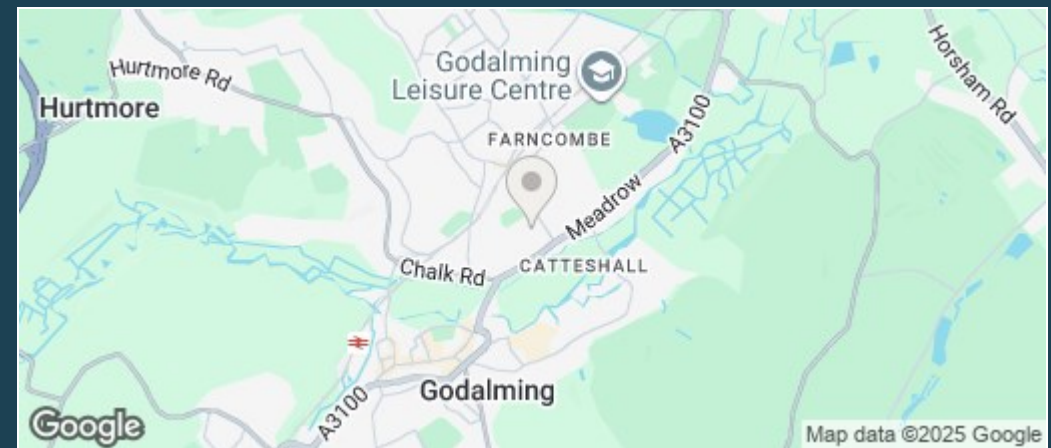 Hurtmore Rd
Hurtmore
Godalming
Leisure Centre
FARNCOMBE
A3100
Horsham Rd
Meadrow
Chalk Rd
CATTESHALL
Godalming
A3100
Google
Map data ©2025 Google